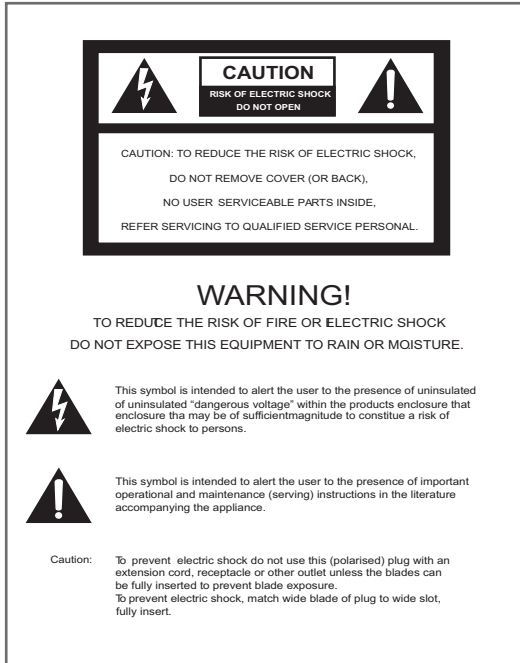 CAUTION
RISK OF ELECTRIC SHOCK
DO NOT OPEN
CAUTION: TO REDUCE THE RISK OF ELECTRIC SHOCK,
DO NOT REMOVE COVER (OR BACK),
NO USER SERVICEABLE PARTS INSIDE,
REFER SERVICING TO QUALIFIED SERVICE PERSONAL.
WARNING!
TO REDUCE THE RISK OF FIRE OR ELECTRIC SHOCK
DO NOT EXPOSE THIS EQUIPMENT TO RAIN OR MOISTURE.
This symbol is intended to alert the user to the presence of uninsulated
of uninsulated “dangerous voltage” within the products enclosure that
enclosure tha may be of sufficientmagnitude to constitue a risk of
electric shock to persons.
This symbol is intended to alert the user to the presence of important
operational and maintenance (serving) instructions in the literature
accompanying the appliance.
Caution: To prevent electric shock do not use this (polarised) plug with an
extension cord, receptacle or other outlet unless the blades can
be fully inserted to prevent blade exposure.
To prevent electric shock, match wide blade of plug to wide slot,
fully insert.